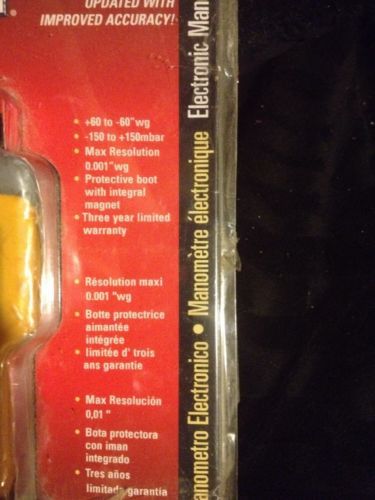 UPDATED WITH
IMPROVED ACCURACY!
®
• +60 to -60"wg
• -150 to +150mbar
• Max Resolution
0.001"wg
• Protective boot
with integral
magnet
• Three year limited
warranty
• Résolution maxi
0.001 "wg
• Botte protectrice
aimantée
intégrée
• limitée d' trois
ans garantie
• Max Resolución
0,01 "
• Bota protectora
con iman
integrado
• Tres años
limitada garantia
Electronico • Manomètre électronique Electronic